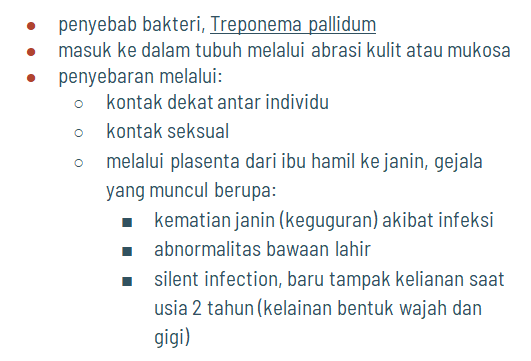 penyebab bakteri, Treponema pallidum
masuk ke dalam tubuh melalui abrasi kulit atau mukosa
penyebaran melalui:
kontak dekat antar individu
kontak seksual
melalui plasenta dari ibu hamil ke janin, gejala
yang muncul berupa:
kematian janin (keguguran) akibat infeksi
abnormalitas bawaan lahir
silent infection, baru tampak kelianan saat
usia 2 tahun (kelainan bentuk wajah dan
gigi)